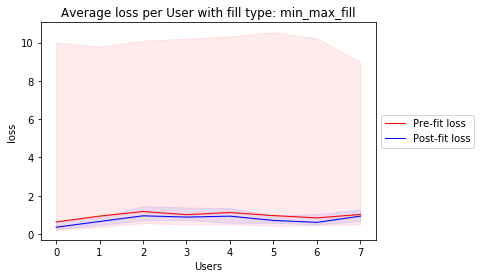 Average loss per User with fill type: min_max_fill
10
8
6
4
2
0
loss
0 1 2 3 4 5 6 7
Users
Pre-fit loss
Post-fit loss